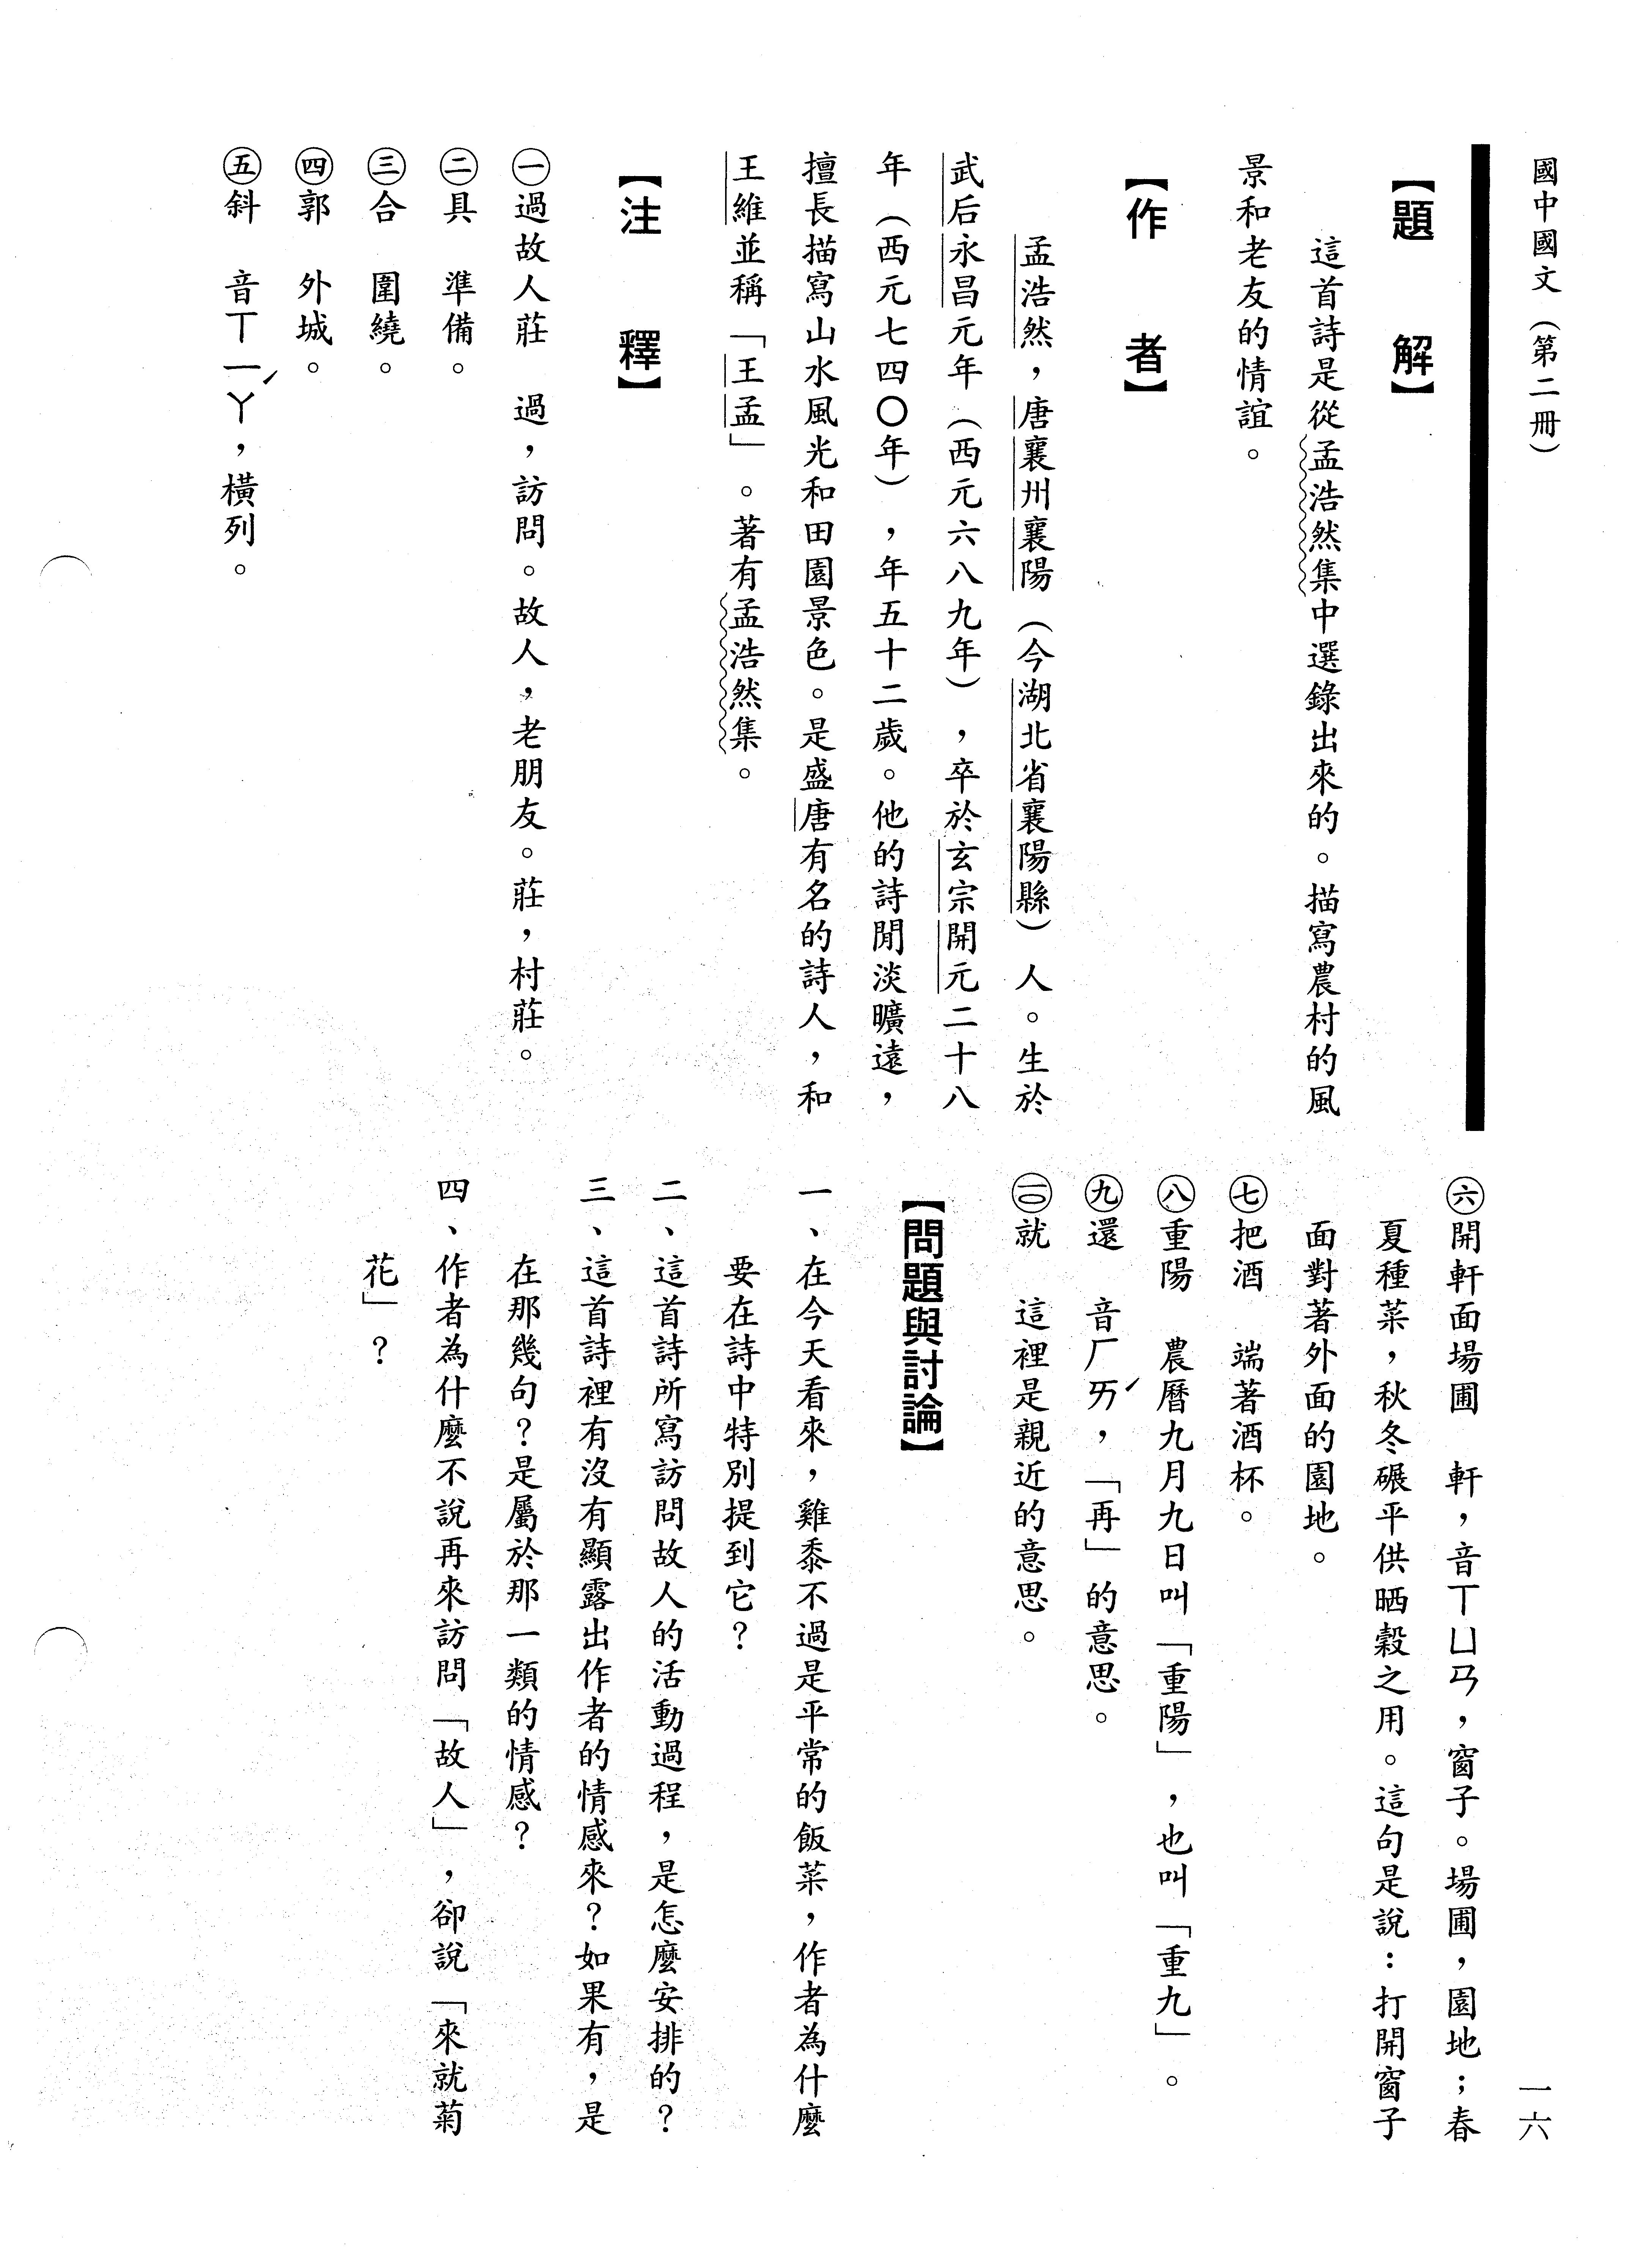 國中國文（第二冊）
一六
【題解】
這首詩是從孟浩然集中選錄出來的。描寫農村的風
景和老友的情誼。
【作者】
孟浩然，唐襄州襄陽（今湖北省襄陽縣）人。生於
武后永昌元年（西元六八九年），卒於玄宗開元二十八
年（西元七四〇年），年五十二歲。他的詩閒淡曠遠，
擅長描寫山水風光和田園景色。是盛唐有名的詩人，和
王維並稱「王孟」。著有孟浩然集。
【注釋】
㊀過故人莊　過，訪問。故人，老朋友。莊，村莊。
㊁具　準備。
㊂合　圍繞。
㊃郭　外城。
㊄斜　音ㄒㄧㄚˊ，橫列。
㊅開軒面場圃　軒，音ㄒㄩㄢ，窗子。場圃，園地；春
夏種菜，秋冬碾平供晒穀之用。這句是說：打開窗子
面對著外面的園地。
㊆把酒　端著酒杯。
㊇重陽　農曆九月九日叫「重陽」，也叫「重九」。
㊈還　音ㄏㄞˊ，「再」的意思。
㊉就　這裡是親近的意思。
【問題與討論】
一、在今天看來，雞黍不過是平常的飯菜，作者為什麼
要在詩中特別提到它？
二、這首詩所寫訪問故人的活動過程，是怎麼安排的？
三、這首詩裡有沒有顯露出作者的情感來？如果有，是
在那幾句？是屬於那一類的情感？
四、作者為什麼不說再來訪問「故人」，卻說「來就菊
花」？